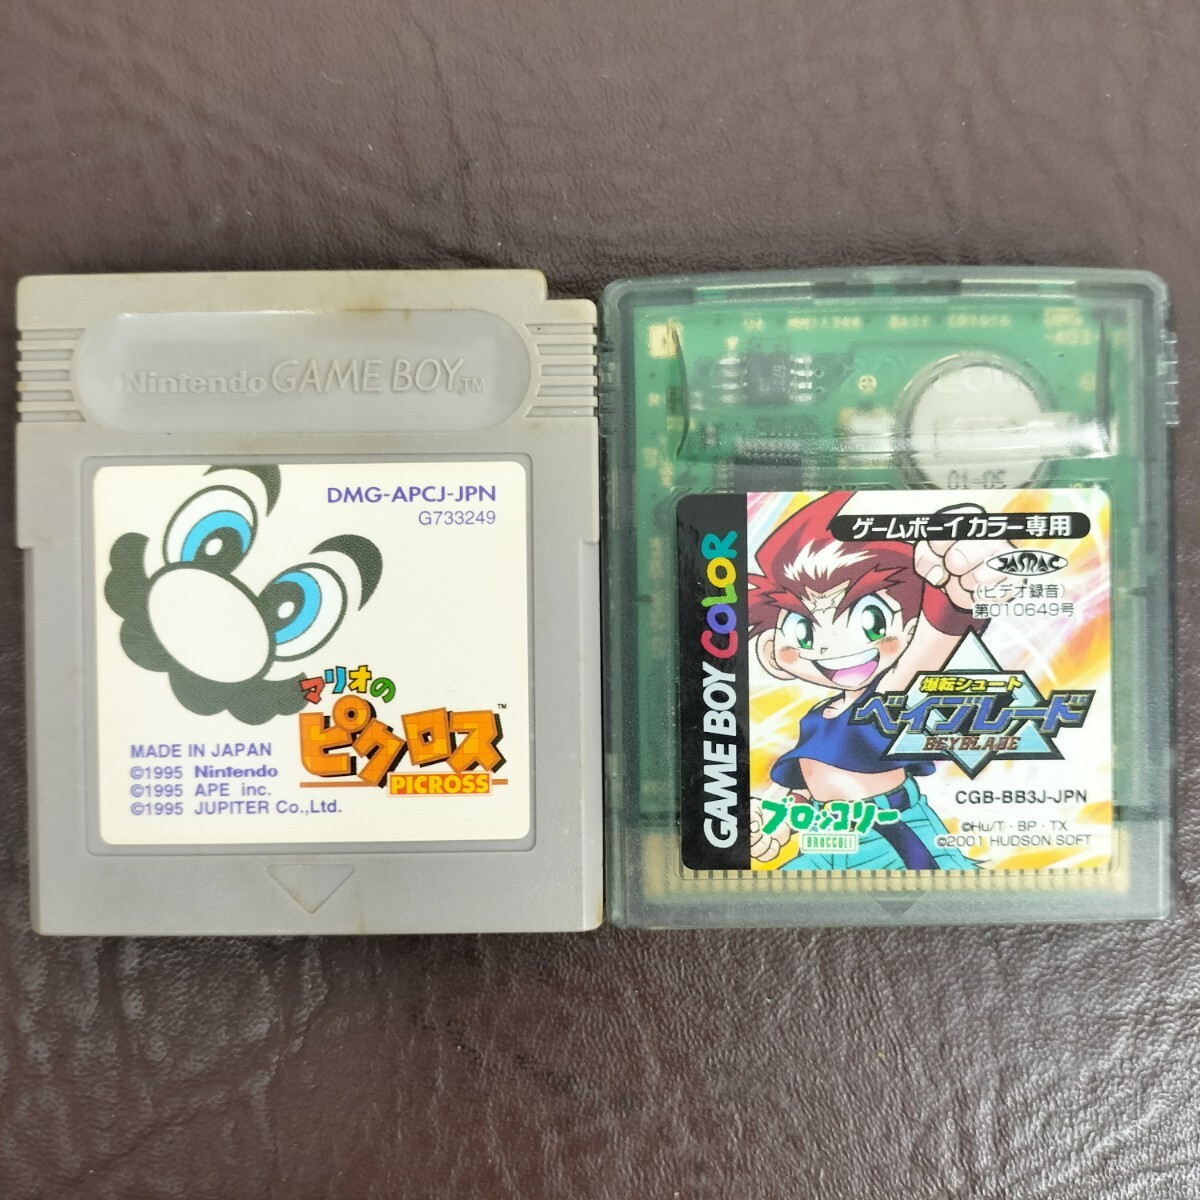 Nintendo GAME BOY TM
DMG-APCJ-JPN
G733249
マリオの
ピクロス TM
PICROSS
MADE IN JAPAN
©1995 Nintendo
©1995 APE inc.
©1995 JUPITER Co.,Ltd.
01-05
GAME BOY COLOR
ゲームボーイ カラー専用
JASRAC
(ビデオ録音)
第010649号
爆転シュート
ベイブレード
BEYBLADE
CGB-BB3J-JPN
ブロッコリー
BROCCOLI
©Hu/T・BP・TX
©2001 HUDSON SOFT